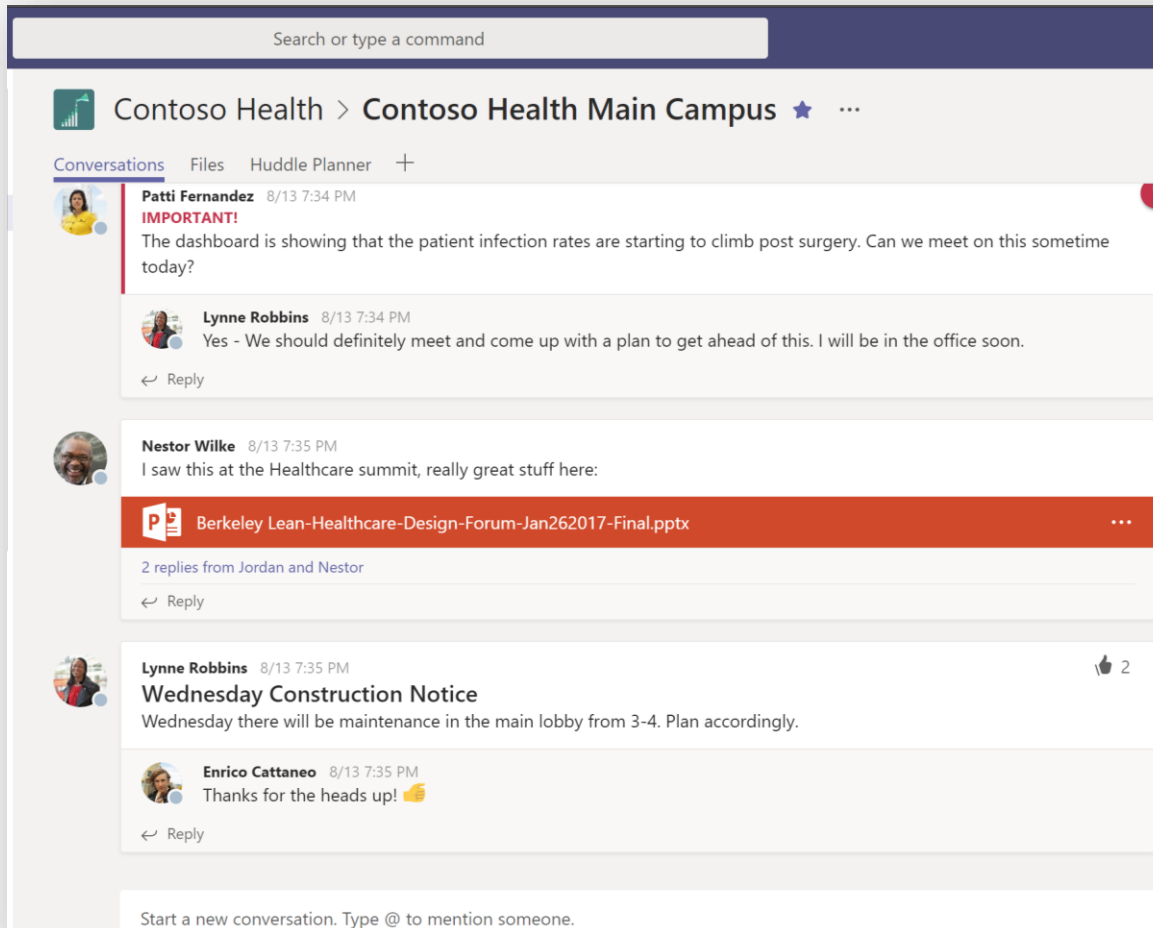 Search or type a command
Contoso Health > Contoso Health Main Campus
Conversations Files Huddle Planner
Patti Fernandez 8/13 7:34 PM
IMPORTANT!
The dashboard is showing that the patient infection rates are starting to climb post surgery. Can we meet on this sometime
today?
Lynne Robbins 8/13 7:34 PM
Yes - We should definitely meet and come up with a plan to get ahead of this. I will be in the office soon.
Reply
Nestor Wilke 8/13 7:35 PM
I saw this at the Healthcare summit, really great stuff here:
Berkeley Lean-Healthcare-Design-Forum-Jan262017-Final.pptx
2 replies from Jordan and Nestor
Reply
Lynne Robbins 8/13 7:35 PM
2
Wednesday Construction Notice
Wednesday there will be maintenance in the main lobby from 3-4. Plan accordingly.
Enrico Cattaneo 8/13 7:35 PM
Thanks for the heads up!
Reply
Start a new conversation. Type @ to mention someone.